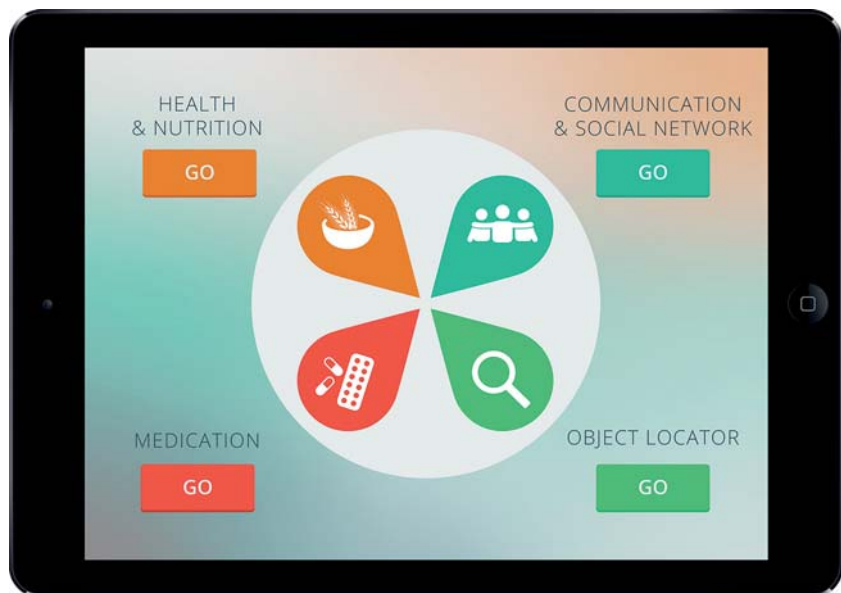 HEALTH
& NUTRITION
GO
COMMUNICATION
& SOCIAL NETWORK
GO
MEDICATION
GO
OBJECT LOCATOR
GO